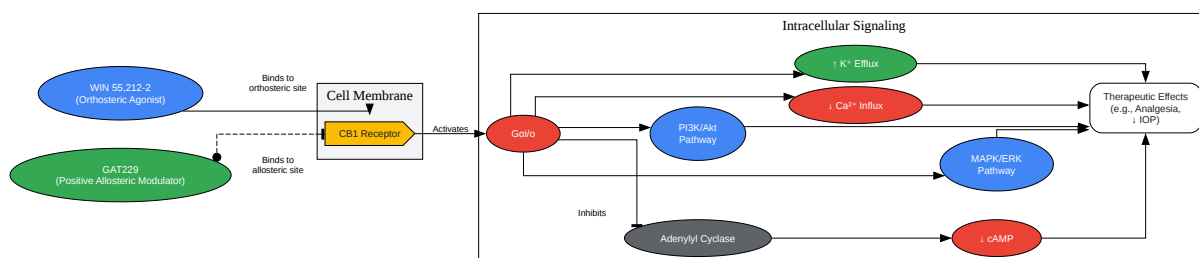 Intracellular Signaling
WIN 55,212-2
(Orthosteric Agonist)
Binds to
orthosteric site
Cell Membrane
CB1 Receptor
GAT229
(Positive Allosteric Modulator)
Binds to
allosteric site
Activates
Gαi/o
↑ K⁺ Efflux
↓ Ca²⁺ Influx
PI3K/Akt
Pathway
MAPK/ERK
Pathway
Inhibits
Adenylyl Cyclase
↓ cAMP
Therapeutic Effects
(e.g., Analgesia,
↓ IOP)